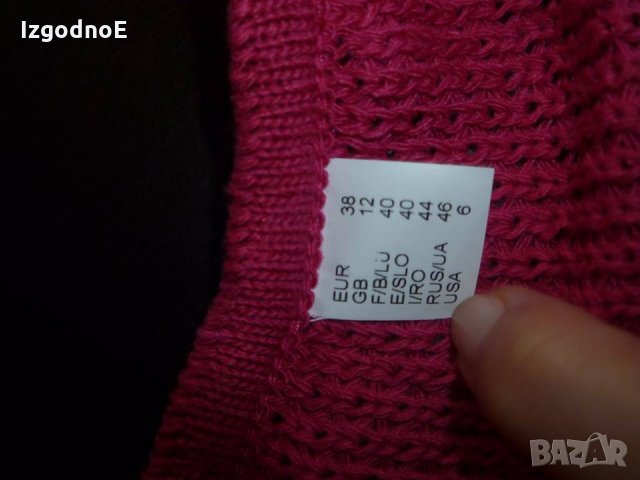 IzgodnoE
EUR 38
GB 12
F/B/LU 40
E/SLO 40
I/RO 44
RUS/UA 46
USA 6
BAZAR